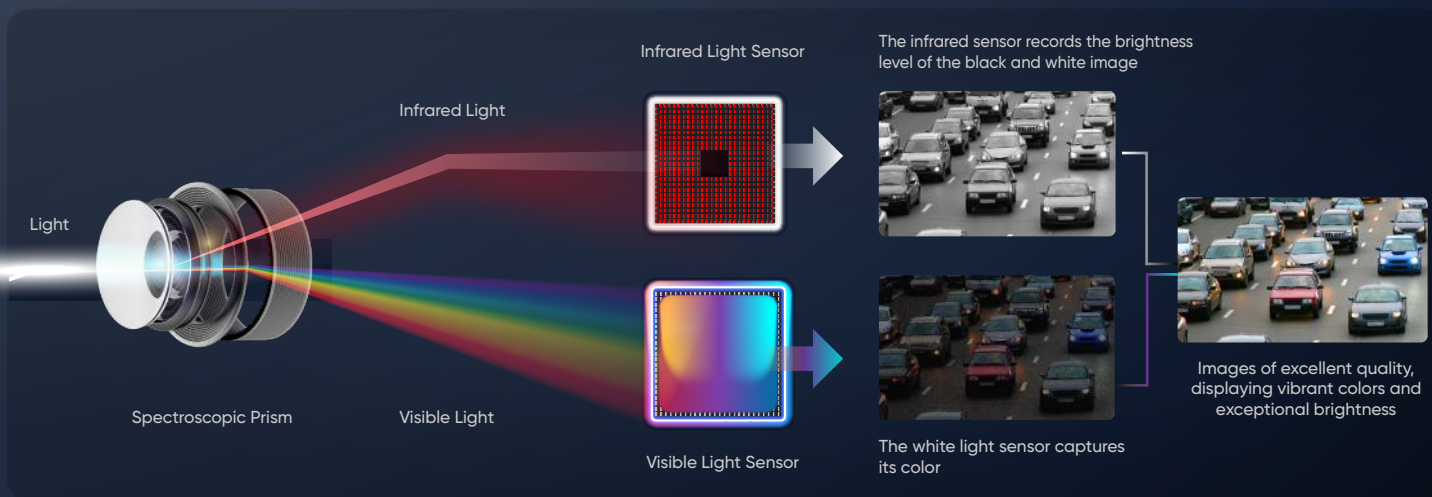 Light
Spectroscopic Prism
Infrared Light
Visible Light
Infrared Light Sensor
Visible Light Sensor
The infrared sensor records the brightness
level of the black and white image
The white light sensor captures
its color
Images of excellent quality,
displaying vibrant colors and
exceptional brightness